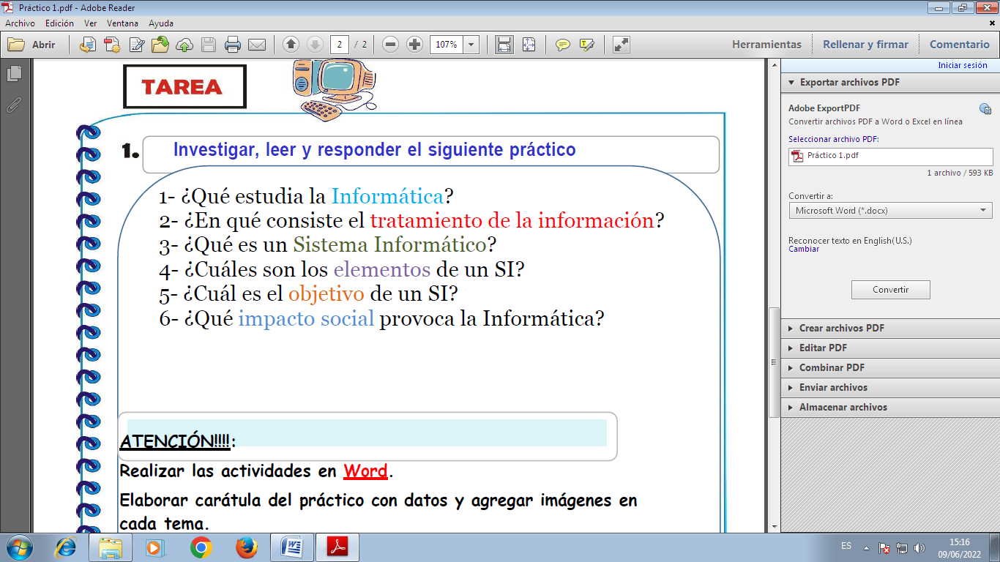 Práctico 1.pdf - Adobe Reader
Archivo Edición Ver Ventana Ayuda
Abrir 2 / 2 107% Herramientas Rellenar y firmar Comentario
TAREA
1. Investigar, leer y responder el siguiente práctico
1- ¿Qué estudia la Informática?
2- ¿En qué consiste el tratamiento de la información?
3- ¿Qué es un Sistema Informático?
4- ¿Cuáles son los elementos de un SI?
5- ¿Cuál es el objetivo de un SI?
6- ¿Qué impacto social provoca la Informática?
ATENCIÓN!!!!:
Realizar las actividades en Word.
Elaborar carátula del práctico con datos y agregar imágenes en
cada tema.
Iniciar sesión
Exportar archivos PDF
Adobe ExportPDF
Convertir archivos PDF a Word o Excel en línea
Seleccionar archivo PDF:
Práctico 1.pdf
1 archivo / 593 KB
Convertir a:
Microsoft Word (*.docx)
Reconocer texto en English(U.S.)
Cambiar
Convertir
Crear archivos PDF
Editar PDF
Combinar PDF
Enviar archivos
Almacenar archivos
ES
15:16
09/06/2022